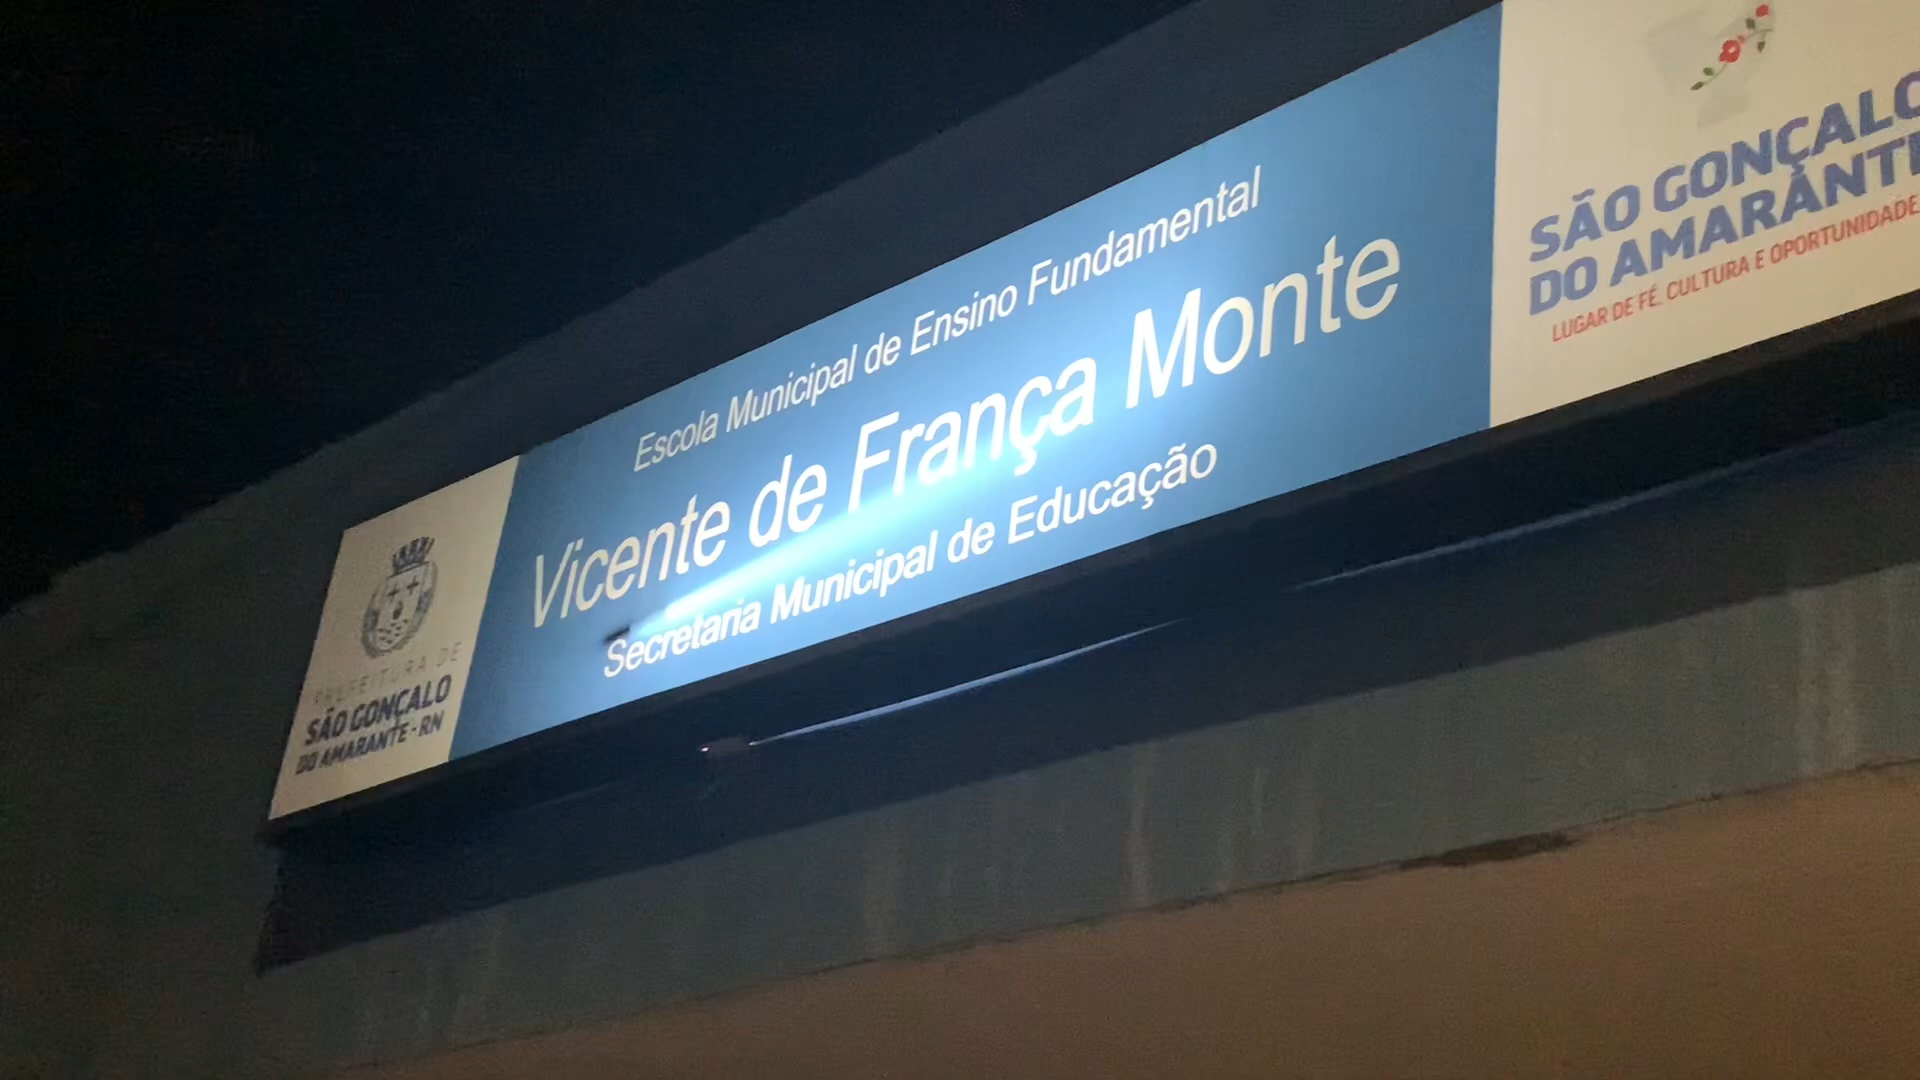 PREFEITURA DE
SÃO GONÇALO
DO AMARANTE - RN
Escola Municipal de Ensino Fundamental
Vicente de França Monte
Secretaria Municipal de Educação
SÃO GONÇALO
DO AMARANTE
LUGAR DE FÉ, CULTURA E OPORTUNIDADE